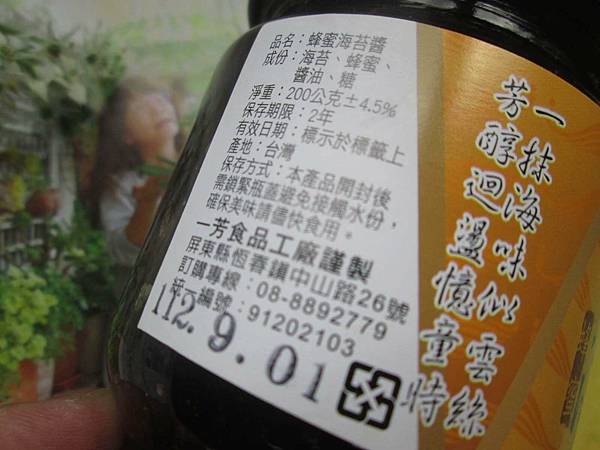 品名：蜂蜜海苔醬
成份：海苔、蜂蜜、
醬油、糖
淨重：200公克±4.5%
保存期限：2年
有效日期：標示於標籤上
產地：台灣
保存方式：本產品開封後
需鎖緊瓶蓋避免接觸水份，
確保美味請儘快食用。
一芳食品工廠謹製
屏東縣恆春鎮中山路26號
訂購專線：08-8892779
統一編號：91202103
112.9.01
一抹海味似雲絲
芳醇迴盪憶童時